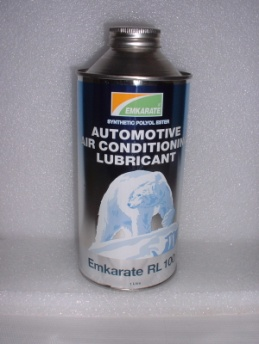 EMKARATE
SYNTHETIC POLYOL ESTER
AUTOMOTIVE
AIR CONDITIONING
LUBRICANT
Emkarate RL 100